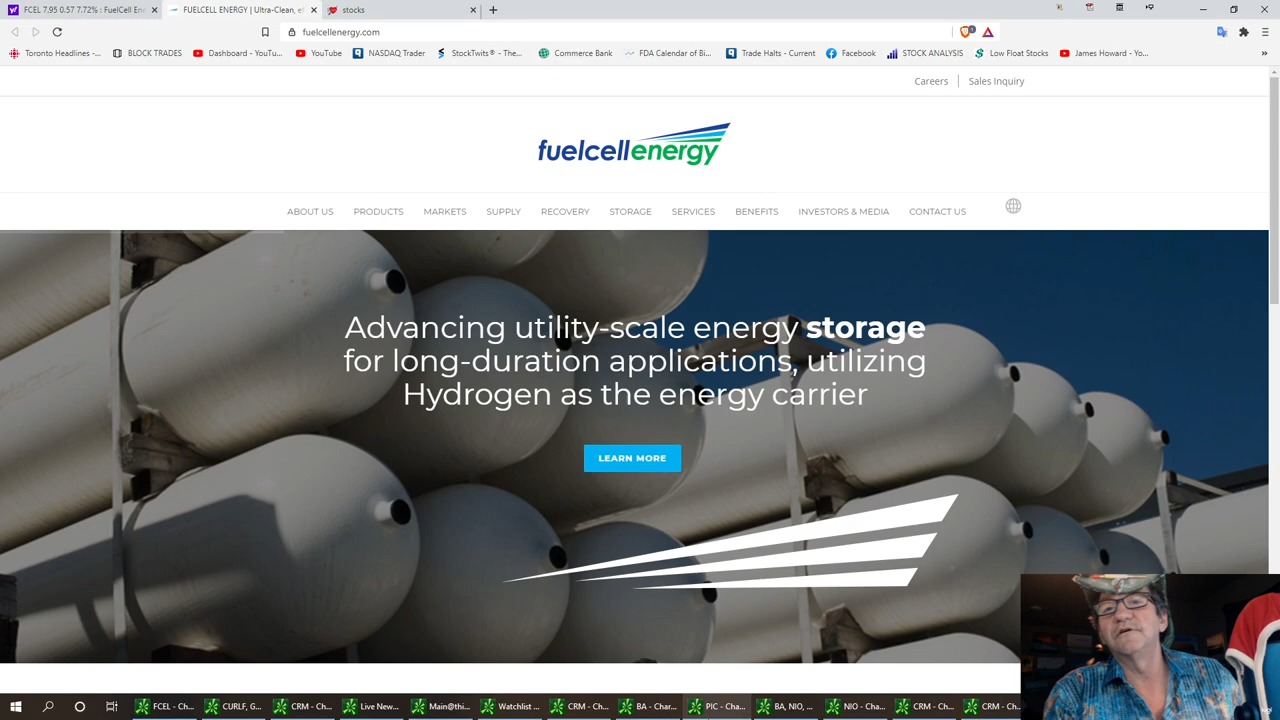 FCEL 7.95 0.57 7.72% : FuelCell En
FUELCELL ENERGY | Ultra-Clean, ef
stocks
fuelcellenergy.com
Toronto Headlines -...
BLOCK TRADES
Dashboard - YouTu...
YouTube
NASDAQ Trader
StockTwits® - The...
Commerce Bank
FDA Calendar of Bi...
Trade Halts - Current
Facebook
STOCK ANALYSIS
Low Float Stocks
James Howard - Yo...
Careers
Sales Inquiry
fuelcellenergy
ABOUT US
PRODUCTS
MARKETS
SUPPLY
RECOVERY
STORAGE
SERVICES
BENEFITS
INVESTORS & MEDIA
CONTACT US
Advancing utility-scale energy storage
for long-duration applications, utilizing
Hydrogen as the energy carrier
LEARN MORE
FCEL - Ch...
CURLF, G...
CRM - Ch...
Live New...
Main@thi...
Watchlist ...
CRM - Ch...
BA - Char...
PIC - Cha...
BA, NIO, ...
NIO - Cha...
CRM - Ch...
CRM - Ch...